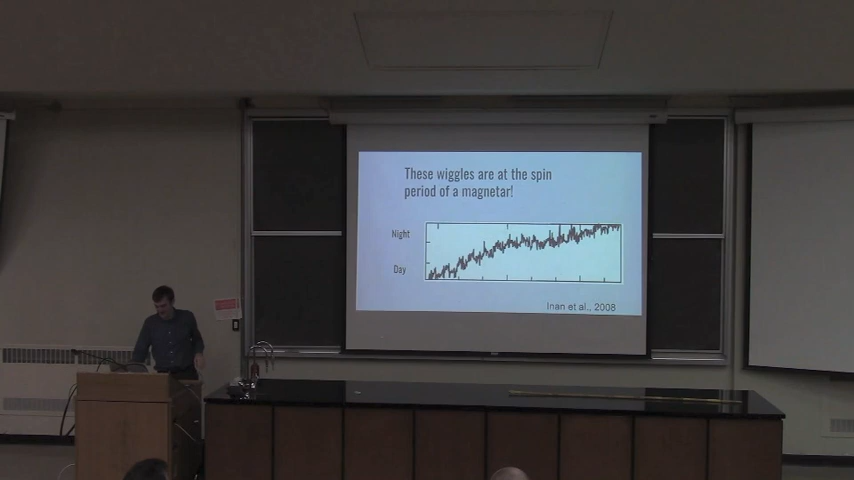 These wiggles are at the spin
period of a magnetar!
Night
Day
Inan et al., 2008